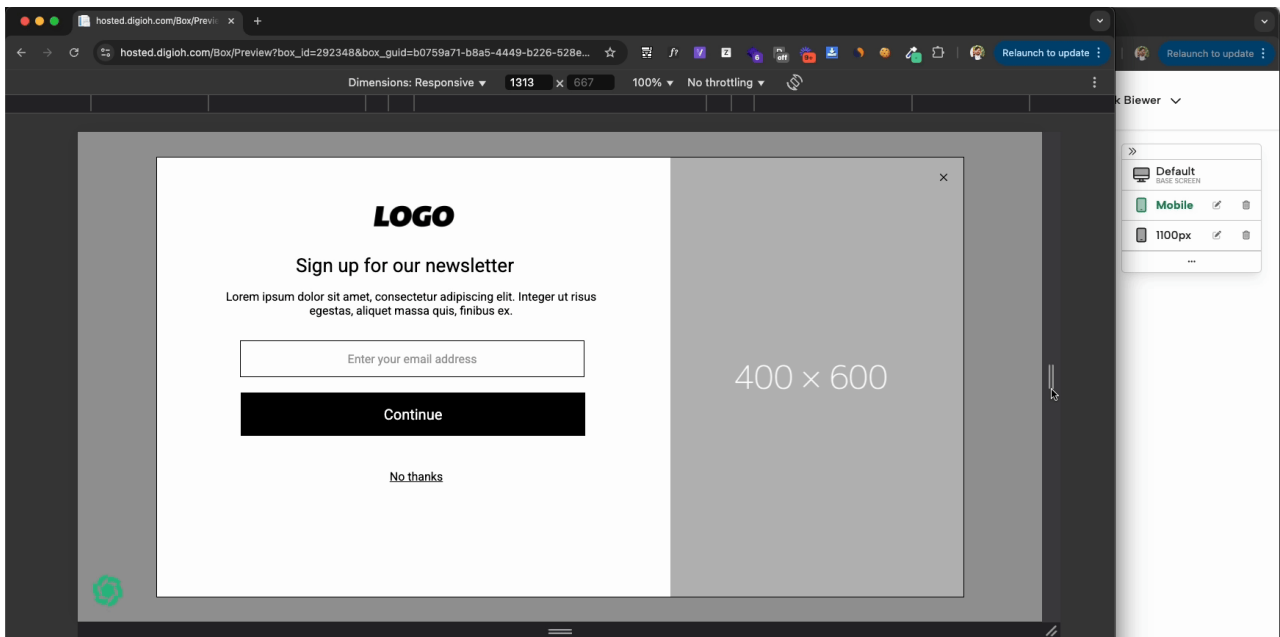 hosted.digioh.com/Box/Previe
hosted.digioh.com/Box/Preview?box_id=292348&box_guid=b0759a71-b8a5-4449-b226-528e...
Relaunch to update
Relaunch to update
Dimensions: Responsive
1313 × 667
100%
No throttling
k Biewer
Default
BASE SCREEN
Mobile
1100px
LOGO
Sign up for our newsletter
Lorem ipsum dolor sit amet, consectetur adipiscing elit. Integer ut risus
egestas, aliquet massa quis, finibus ex.
Enter your email address
Continue
No thanks
400 × 600